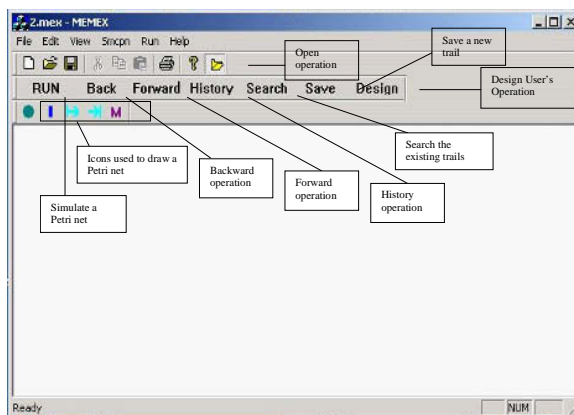 2.mex - MEMEX
File Edit View Smcpn Run Help
Open
operation
Save a new
trail
RUN Back Forward History Search Save Design
Design User's
Operation
M
Icons used to draw a
Petri net
Backward
operation
Search the
existing trails
Forward
operation
History
operation
Simulate a
Petri net
Ready
NUM